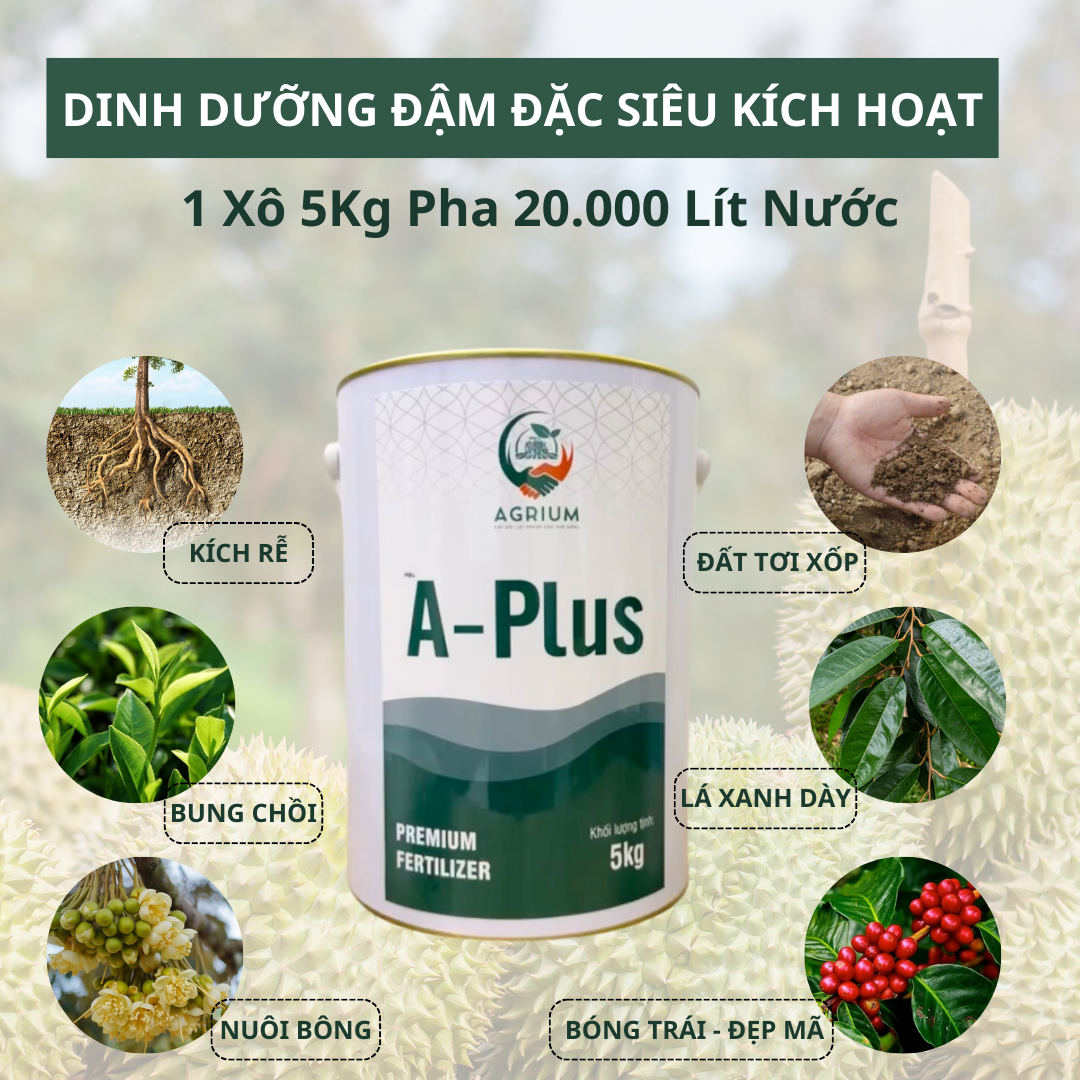 DINH DƯỠNG ĐẬM ĐẶC SIÊU KÍCH HOẠT
1 Xô 5Kg Pha 20.000 Lít Nước
AGRIUM
KÍCH RỄ
ĐẤT TƠI XỐP
A-Plus
BUNG CHỒI
LÁ XANH DÀY
PREMIUM
FERTILIZER
Khối lượng tịnh:
5kg
NUÔI BÔNG
BÓNG TRÁI - ĐẸP MÃ